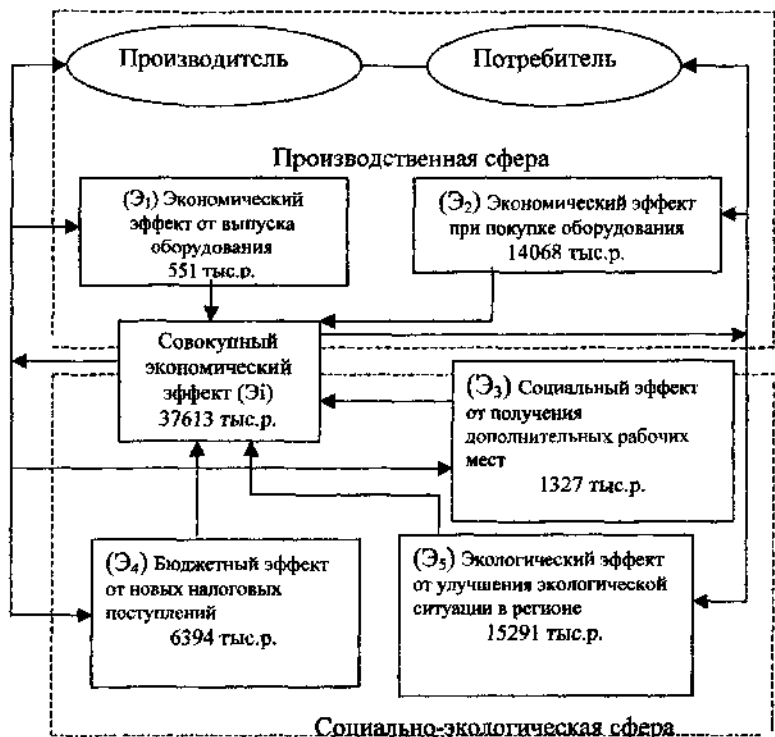 Производитель
Потребитель
Производственная сфера
(Э₁) Экономический
эффект от выпуска
оборудования
551 тыс.р.
(Э₂) Экономический эффект
при покупке оборудования
14068 тыс.р.
Совокупный
экономический
эффект (Эi)
37613 тыс.р.
(Э₃) Социальный эффект
от получения
дополнительных рабочих
мест
1327 тыс.р.
(Э₄) Бюджетный эффект
от новых налоговых
поступлений
6394 тыс.р.
(Э₅) Экологический эффект
от улучшения экологической
ситуации в регионе
15291 тыс.р.
Социально-экологическая сфера